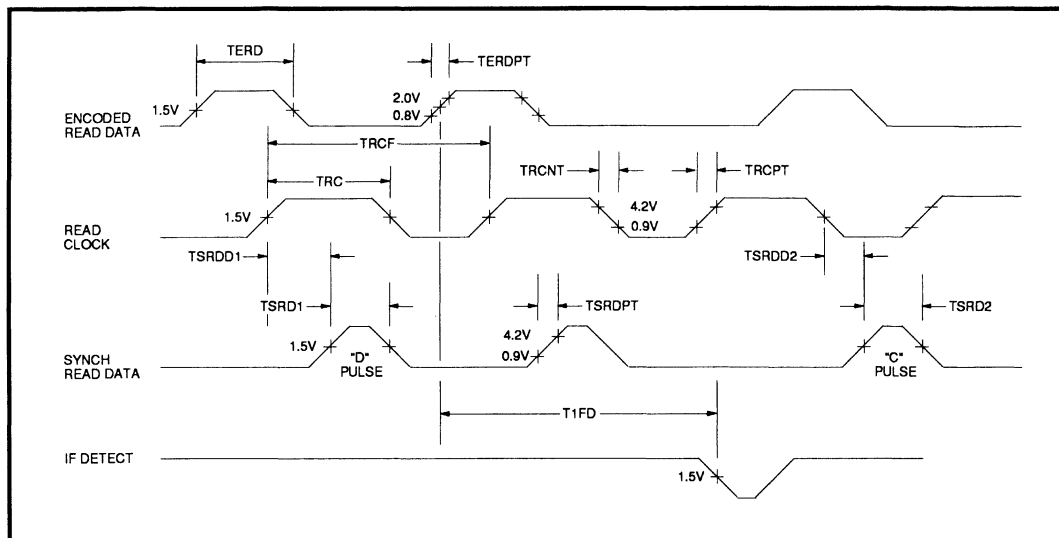 TERD
TERDPT
1.5V
2.0V
0.8V
ENCODED
READ DATA
TRCF
TRC
TRCNT
TRCPT
1.5V
4.2V
0.9V
READ
CLOCK
TSRDD1
TSRDD2
TSRD1
TSRDPT
TSRD2
1.5V
4.2V
0.9V
SYNCH
READ DATA
"D"
PULSE
"C"
PULSE
T1FD
IF DETECT
1.5V